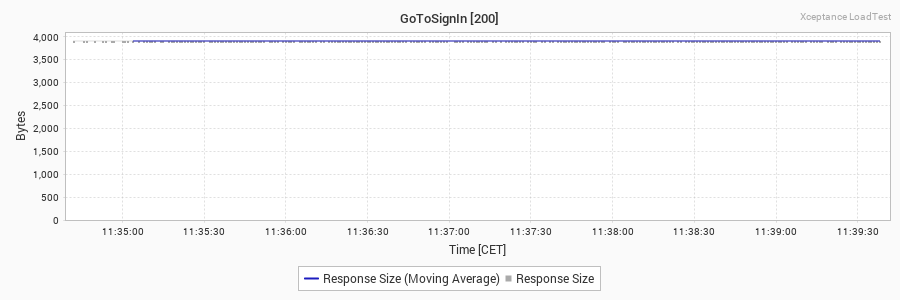 GoToSignIn [200]
Xceptance LoadTest
4,000
3,500
3,000
2,500
2,000
1,500
1,000
500
0
Bytes
11:35:00 11:35:30 11:36:00 11:36:30 11:37:00 11:37:30 11:38:00 11:38:30 11:39:00 11:39:30
Time [CET]
Response Size (Moving Average) Response Size